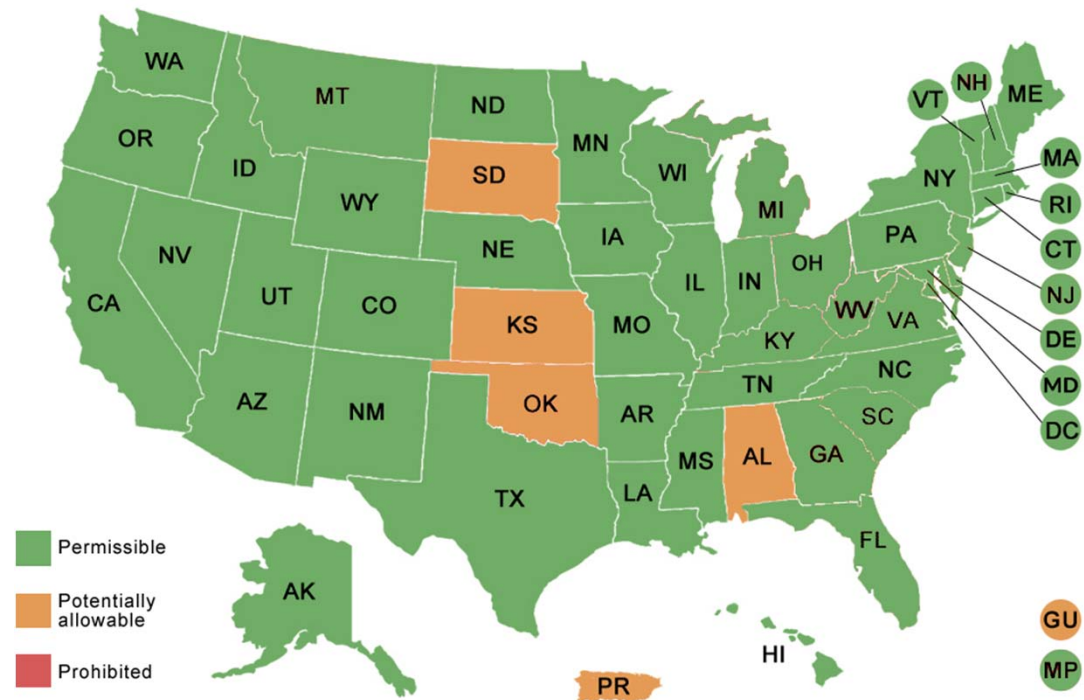 WA
MT
ND
MN
VT
NH
ME
OR
ID
SD
WI
MA
NY
RI
WY
MI
CT
NV
NE
IA
PA
NJ
CA
UT
CO
IL
IN
OH
WV
VA
DE
KS
MO
KY
MD
AZ
NM
OK
AR
TN
NC
DC
SC
MS
AL
GA
TX
LA
FL
Permissible
AK
Potentially
allowable
GU
HI
Prohibited
PR
MP